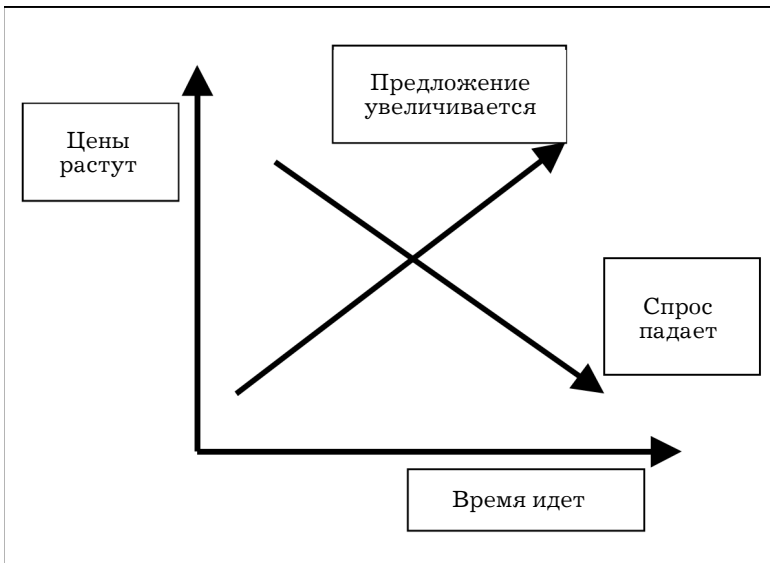 Предложение
увеличивается
Цены
растут
Спрос
падает
Время идет